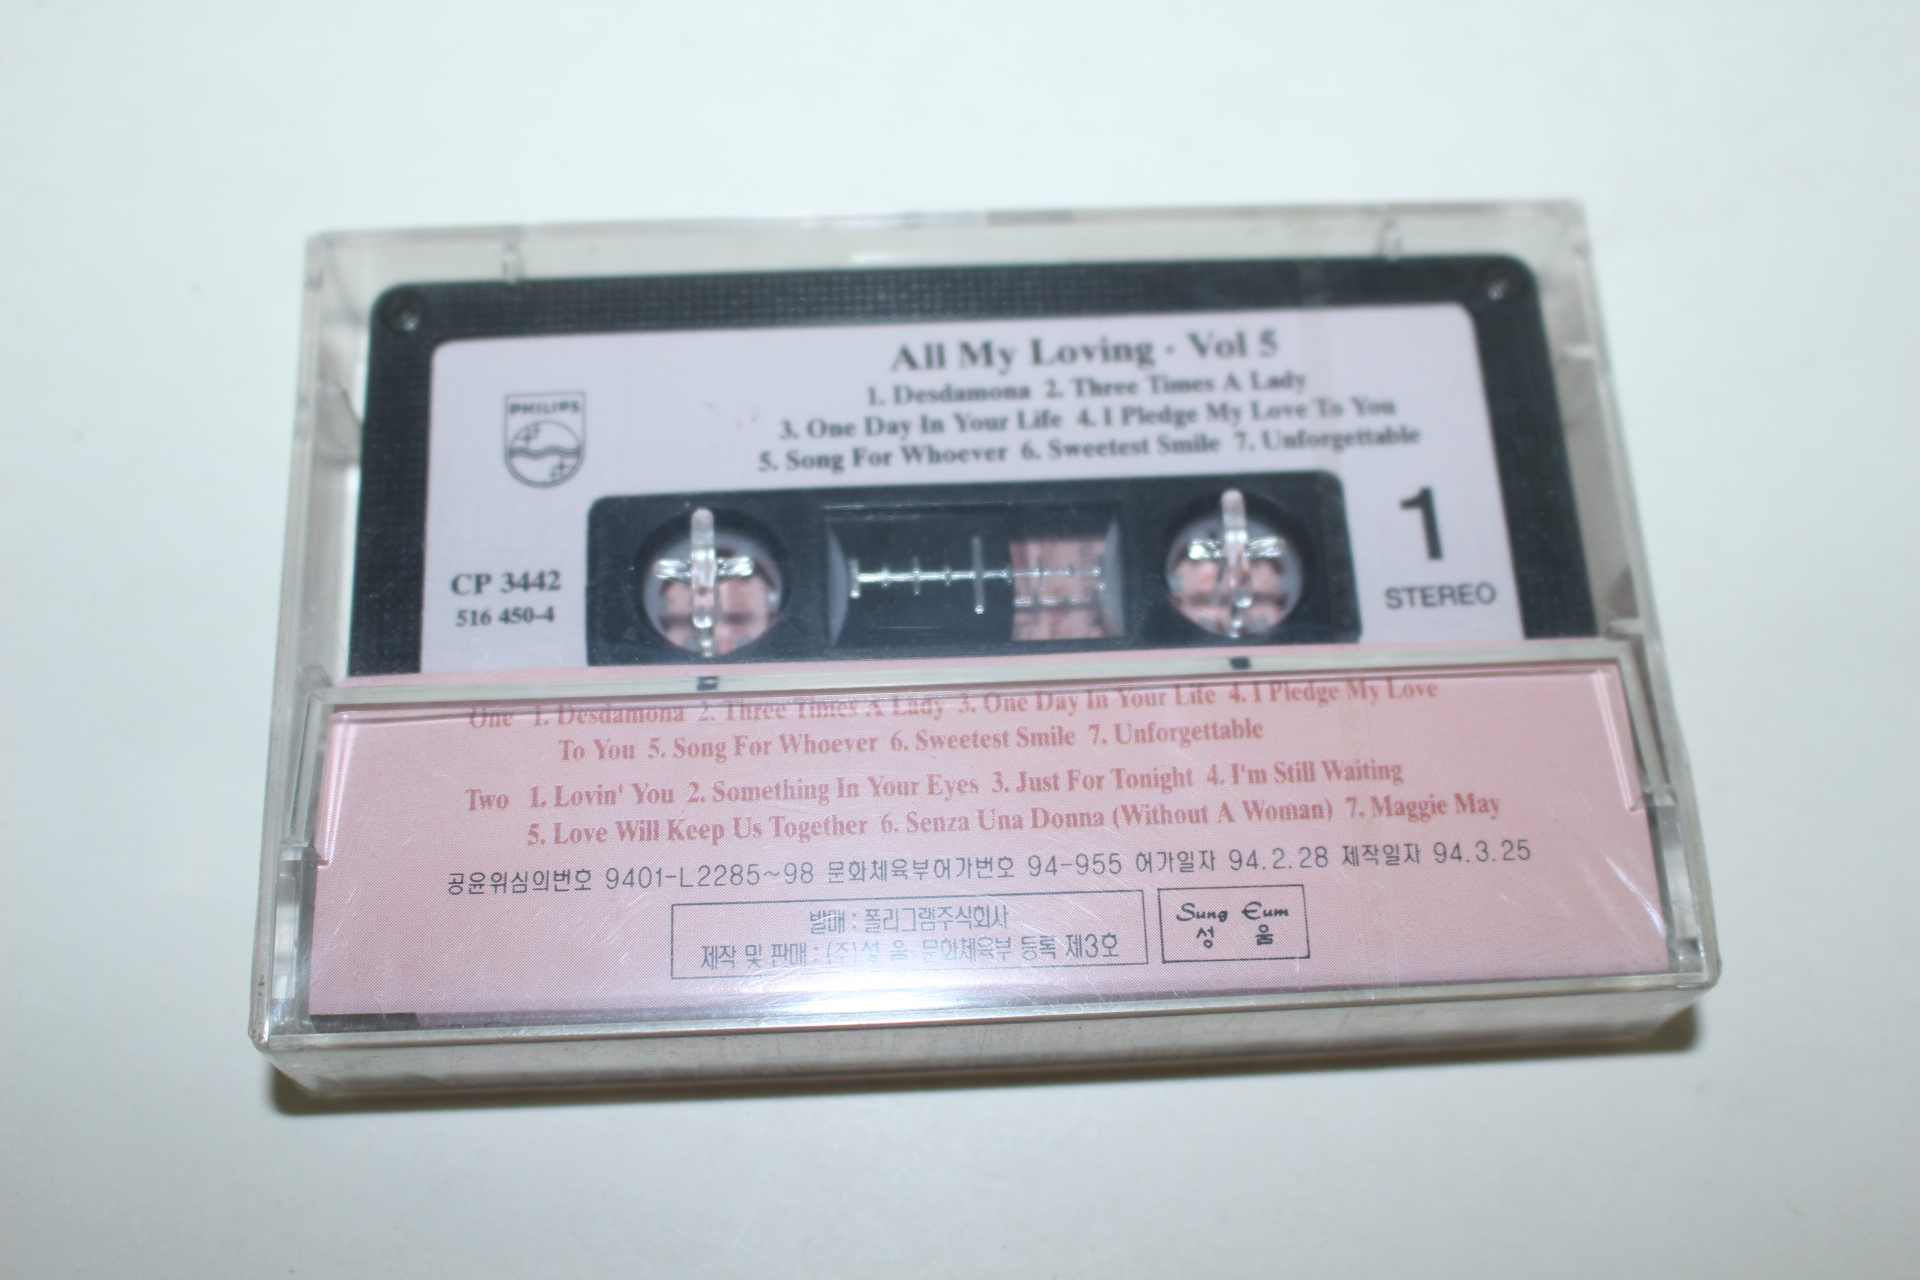 All My Loving · Vol 5
1. Desdamona 2. Three Times A Lady
3. One Day In Your Life 4. I Pledge My Love To You
5. Song For Whoever 6. Sweetest Smile 7. Unforgettable
PHILIPS
1
STEREO
CP 3442
516 450-4
One 1. Desdamona 2. Three Times A Lady 3. One Day In Your Life 4. I Pledge My Love
To You 5. Song For Whoever 6. Sweetest Smile 7. Unforgettable
Two 1. Lovin' You 2. Something In Your Eyes 3. Just For Tonight 4. I'm Still Waiting
5. Love Will Keep Us Together 6. Senza Una Donna (Without A Woman) 7. Maggie May
공윤위심의번호 9401-L2285~98 문화체육부허가번호 94-955 허가일자 94.2.28 제작일자 94.3.25
발매 : 폴리그램주식회사
제작 및 판매 : (주)성 음 문화체육부 등록 제3호
Sung Eum
성 음